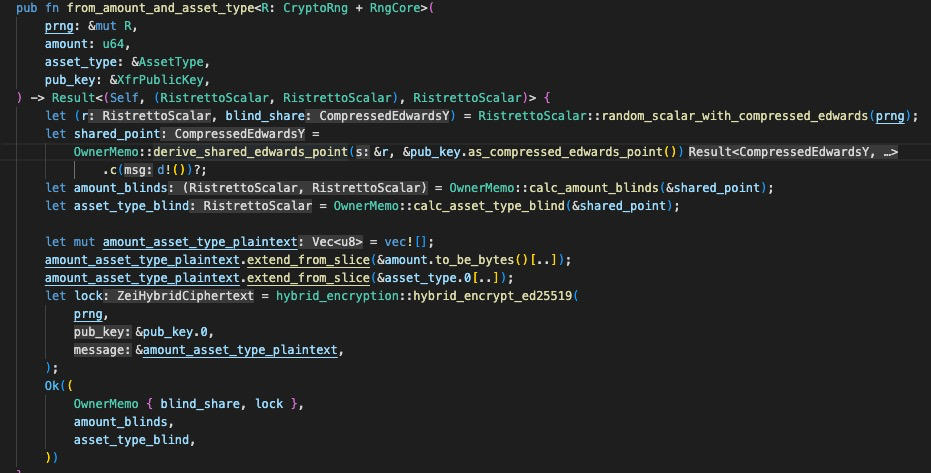 pub fn from_amount_and_asset_type<R: CryptoRng + RngCore>(
prng: &mut R,
amount: u64,
asset_type: &AssetType,
pub_key: &XfrPublicKey,
) -> Result<(Self, (RistrettoScalar, RistrettoScalar), RistrettoScalar)> {
let (r: RistrettoScalar, blind_share: CompressedEdwardsY) = RistrettoScalar::random_scalar_with_compressed_edwards(prng);
let shared_point: CompressedEdwardsY =
OwnerMemo::derive_shared_edwards_point(s: &r, &pub_key.as_compressed_edwards_point()) Result<CompressedEdwardsY, …>
.c(msg: d!())?;
let amount_blinds: (RistrettoScalar, RistrettoScalar) = OwnerMemo::calc_amount_blinds(&shared_point);
let asset_type_blind: RistrettoScalar = OwnerMemo::calc_asset_type_blind(&shared_point);
let mut amount_asset_type_plaintext: Vec<u8> = vec![];
amount_asset_type_plaintext.extend_from_slice(&amount.to_be_bytes()[..]);
amount_asset_type_plaintext.extend_from_slice(&asset_type.0[..]);
let lock: ZeiHybridCiphertext = hybrid_encryption::hybrid_encrypt_ed25519(
prng,
pub_key: &pub_key.0,
message: &amount_asset_type_plaintext,
);
Ok((
OwnerMemo { blind_share, lock },
amount_blinds,
asset_type_blind,
))